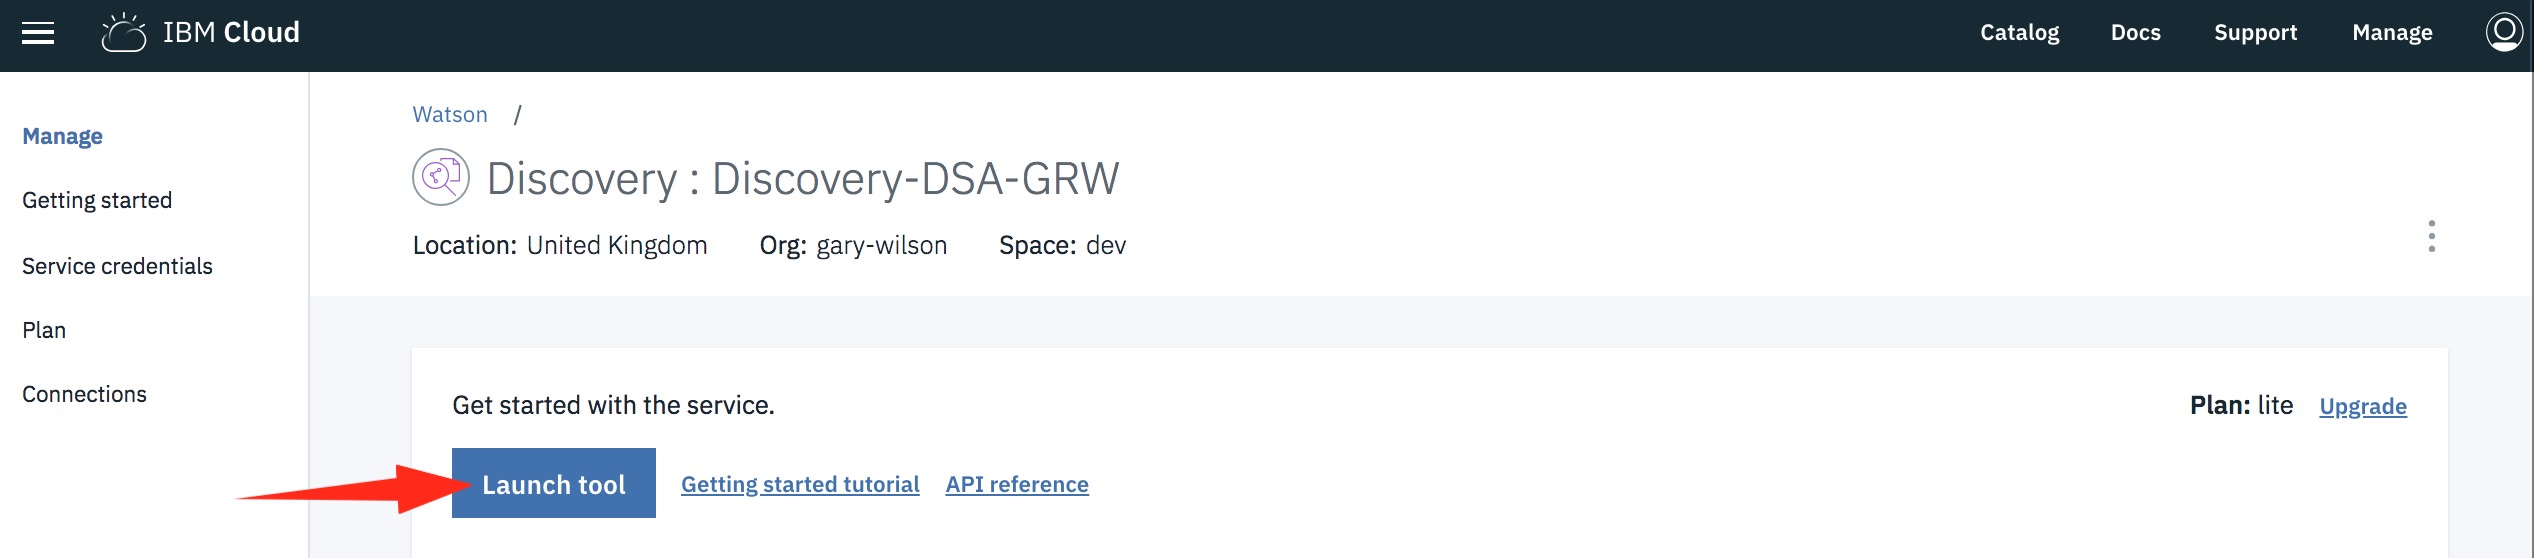 IBM Cloud
Catalog Docs Support Manage
Manage
Getting started
Service credentials
Plan
Connections
Watson /
Discovery : Discovery-DSA-GRW
Location: United Kingdom Org: gary-wilson Space: dev
Get started with the service.
Plan: lite Upgrade
Launch tool Getting started tutorial API reference